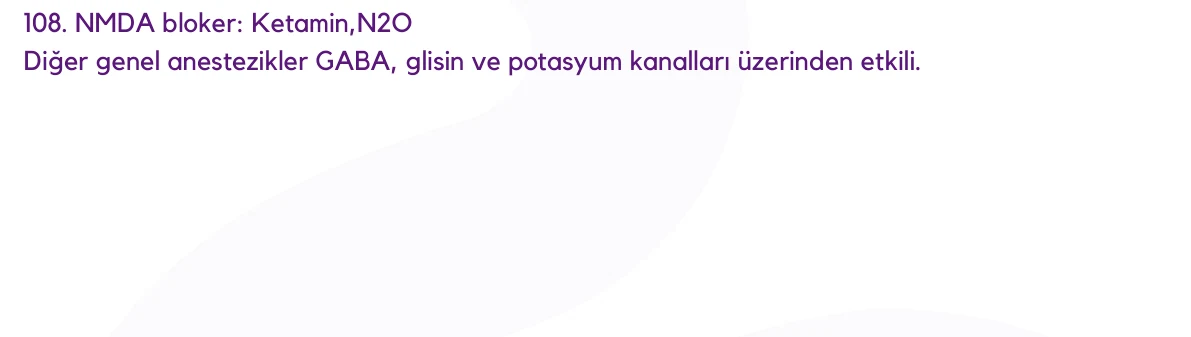 108. NMDA bloker: Ketamin,N2O
Diğer genel anestezikler GABA, glisin ve potasyum kanalları üzerinden etkili.